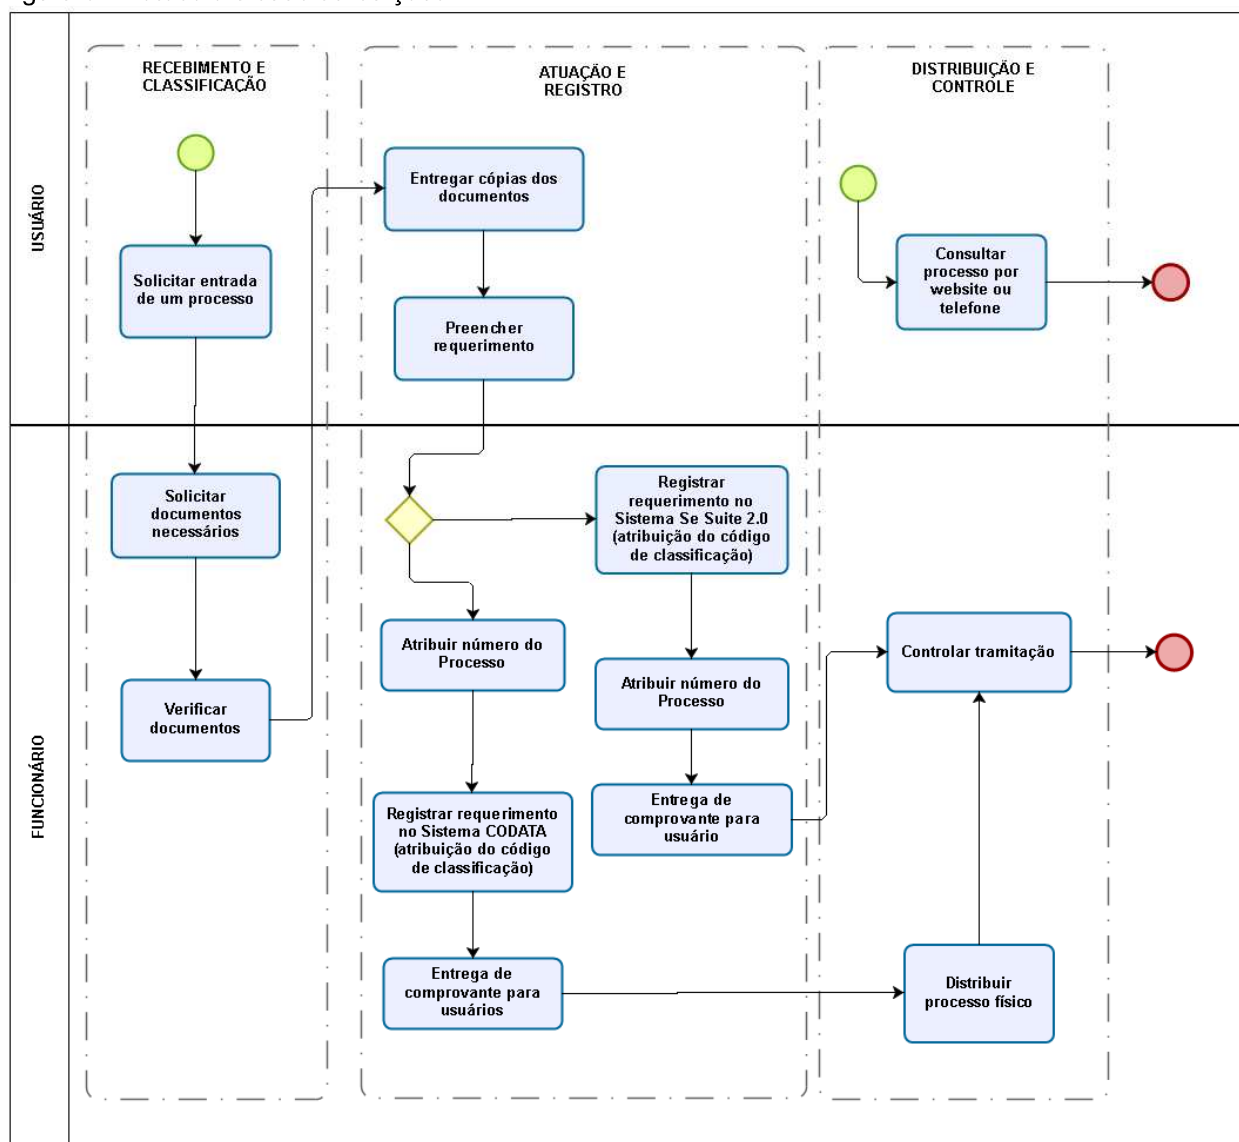 RECEBIMENTO E
CLASSIFICAÇÃO
ATUAÇÃO E
REGISTRO
DISTRIBUIÇÃO E
CONTROLE
USUÁRIO
Solicitar entrada
de um processo
Entregar cópias dos
documentos
Preencher
requerimento
Consultar
processo por
website ou
telefone
FUNCIONÁRIO
Solicitar
documentos
necessários
Verificar
documentos
Registrar
requerimento no
Sistema Se Suite 2.0
(atribuição do código
de classificação)
Atribuir número do
Processo
Atribuir número do
Processo
Registrar requerimento
no Sistema CODATA
(atribuição do código
de classificação)
Entrega de
comprovante para
usuário
Entrega de
comprovante para
usuários
Controlar tramitação
Distribuir
processo físico